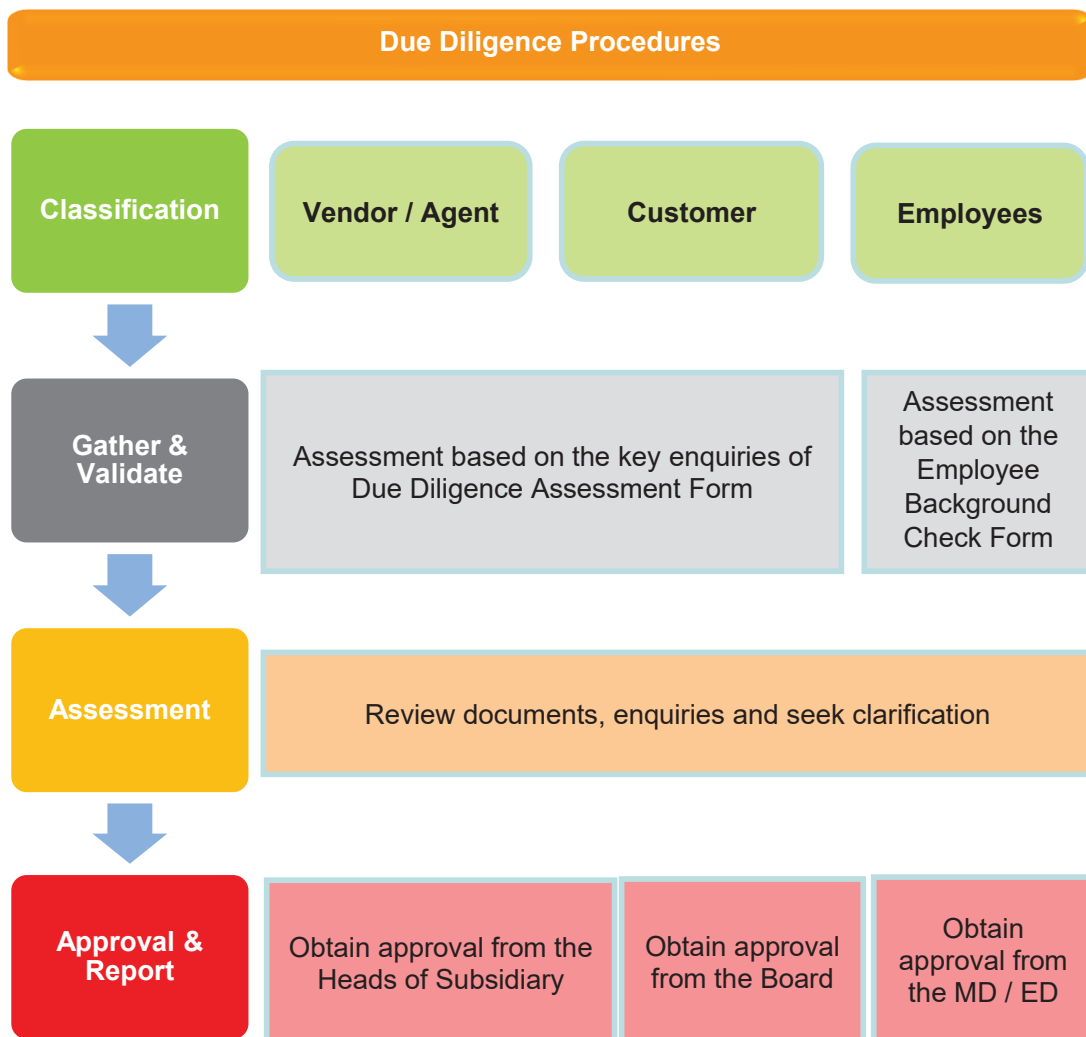 Due Diligence Procedures
Classification
Vendor / Agent
Customer
Employees
Gather &
Validate
Assessment based on the key enquiries of
Due Diligence Assessment Form
Assessment
based on the
Employee
Background
Check Form
Assessment
Review documents, enquiries and seek clarification
Approval &
Report
Obtain approval from the
Heads of Subsidiary
Obtain approval
from the Board
Obtain
approval from
the MD / ED